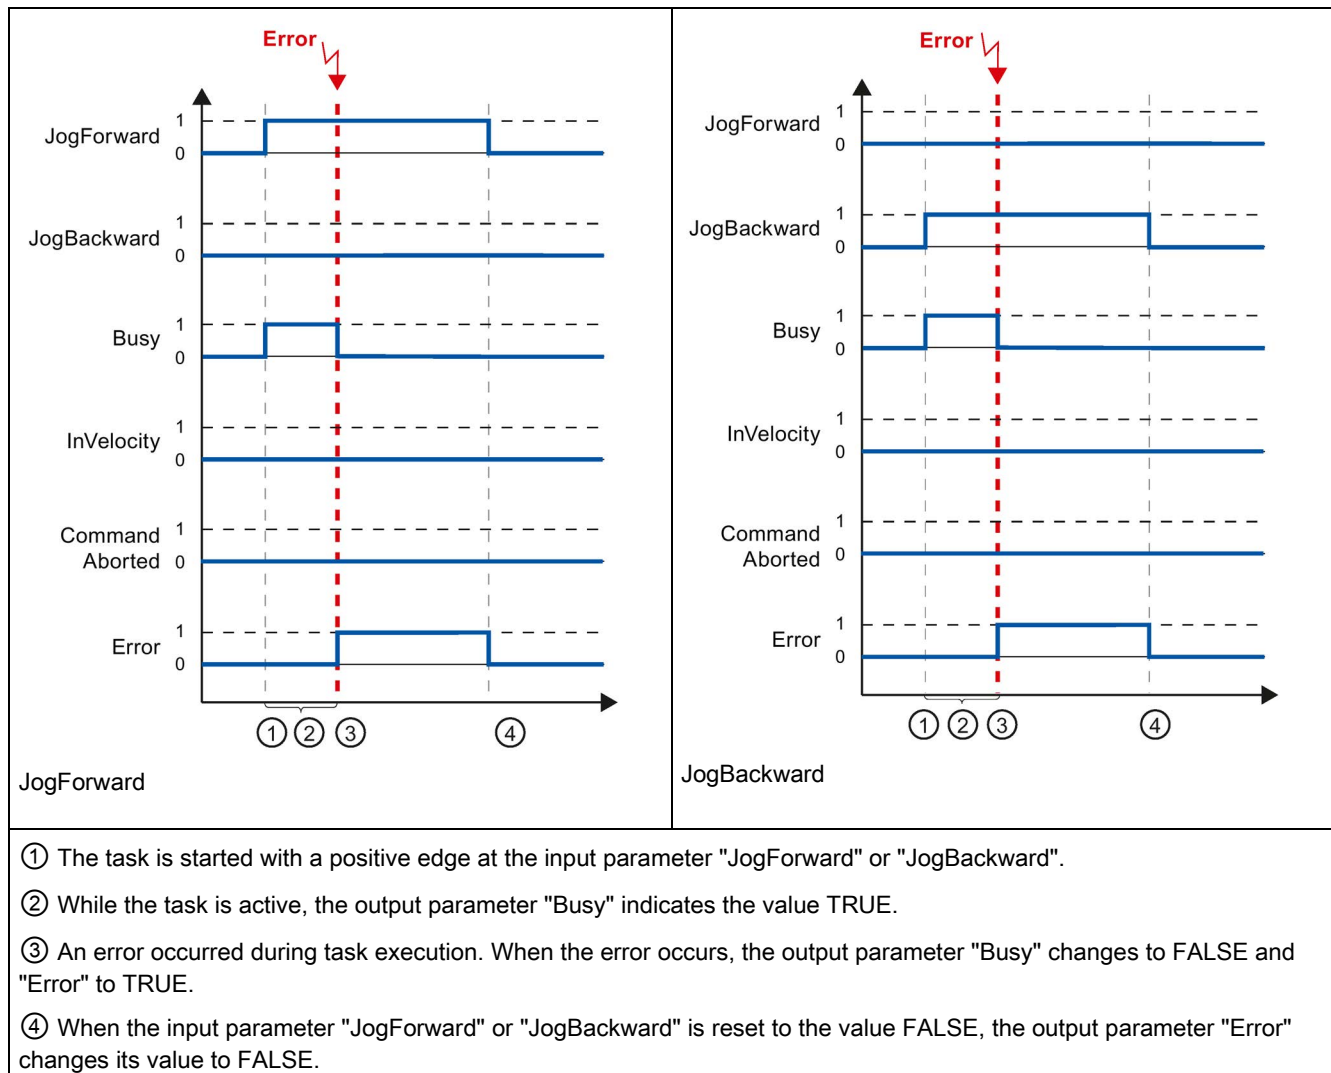 Error
JogForward
1
0
JogBackward
1
0
Busy
1
0
InVelocity
1
0
Command
Aborted
1
0
Error
1
0
① ② ③ ④
JogForward
Error
JogForward
1
0
JogBackward
1
0
Busy
1
0
InVelocity
1
0
Command
Aborted
1
0
Error
1
0
① ② ③ ④
JogBackward
① The task is started with a positive edge at the input parameter "JogForward" or "JogBackward".
② While the task is active, the output parameter "Busy" indicates the value TRUE.
③ An error occurred during task execution. When the error occurs, the output parameter "Busy" changes to FALSE and
"Error" to TRUE.
④ When the input parameter "JogForward" or "JogBackward" is reset to the value FALSE, the output parameter "Error"
changes its value to FALSE.